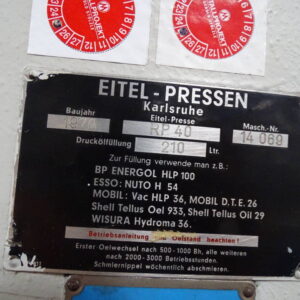 EITEL - PRESSEN
Karlsruhe
Eitel-Presse
Baujahr
Masch.-Nr.
RP 40
14 069
Druckölfüllung 210 Ltr.
Zur Füllung verwende man z.B.:
BP ENERGOL HLP 100
ESSO: NUTO H 54
MOBIL: Vac HLP 36, MOBIL D.T.E. 26
Shell Tellus Oel 933, Shell Tellus Oil 29
WISURA Hydroma 36.
Betriebsanleitung und Oelstand beachten!
Erster Oelwechsel nach 500-1000 Bh, alle weiteren
nach 2000-3000 Betriebsstunden.
Schmiernippel wöchentlich abschmieren.